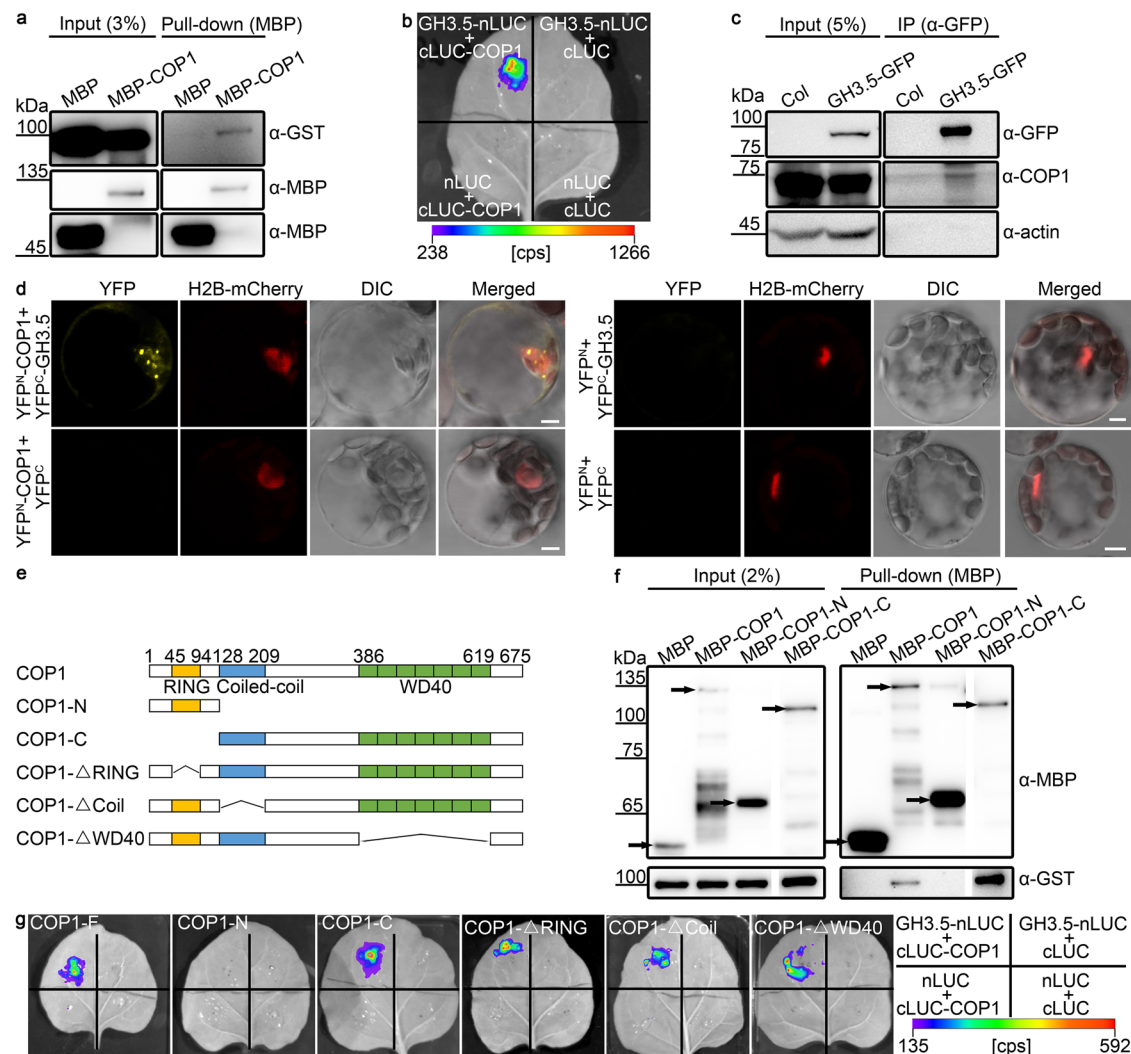 a
Input (3%) Pull-down (MBP)
MBP MBP-COP1 MBP MBP-COP1
kDa
100 α-GST
135 α-MBP
45 α-MBP
b
GH3.5-nLUC GH3.5-nLUC
+ +
cLUC-COP1 cLUC
nLUC nLUC
+ +
cLUC-COP1 cLUC
238 [cps] 1266
c
Input (5%) IP (α-GFP)
Col GH3.5-GFP Col GH3.5-GFP
kDa
100 α-GFP
75
75 α-COP1
45 α-actin
d
YFP H2B-mCherry DIC Merged
YFPᴺ-COP1+
YFPᶜ-GH3.5
YFPᴺ-COP1+
YFPᶜ
YFP H2B-mCherry DIC Merged
YFPᴺ+
YFPᶜ-GH3.5
YFPᴺ+
YFPᶜ
e
1 45 94 128 209 386 619 675
COP1
RING Coiled-coil WD40
COP1-N
COP1-C
COP1-△RING
COP1-△Coil
COP1-△WD40
f
Input (2%) Pull-down (MBP)
MBP MBP-COP1 MBP-COP1-N MBP-COP1-C MBP MBP-COP1 MBP-COP1-N MBP-COP1-C
kDa
135
100
75
65
α-MBP
100 α-GST
g
COP1-F COP1-N COP1-C COP1-△RING COP1-△Coil COP1-△WD40
GH3.5-nLUC GH3.5-nLUC
+ +
cLUC-COP1 cLUC
nLUC nLUC
+ +
cLUC-COP1 cLUC
135 [cps] 592